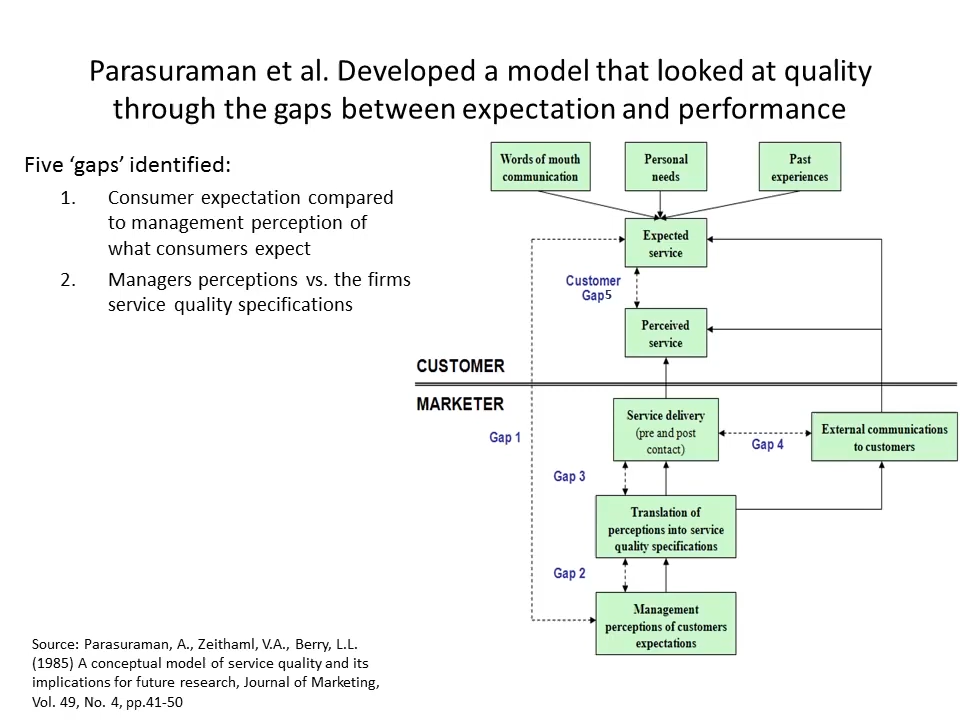 Parasuraman et al. Developed a model that looked at quality
through the gaps between expectation and performance
Five ‘gaps’ identified:
1. Consumer expectation compared
to management perception of
what consumers expect
2. Managers perceptions vs. the firms
service quality specifications
Words of mouth
communication
Personal
needs
Past
experiences
Expected
service
Customer
Gap5
Perceived
service
CUSTOMER
MARKETER
Gap 1
Service delivery
(pre and post
contact)
Gap 4
External communications
to customers
Gap 3
Translation of
perceptions into service
quality specifications
Gap 2
Management
perceptions of customers
expectations
Source: Parasuraman, A., Zeithaml, V.A., Berry, L.L.
(1985) A conceptual model of service quality and its
implications for future research, Journal of Marketing,
Vol. 49, No. 4, pp.41-50